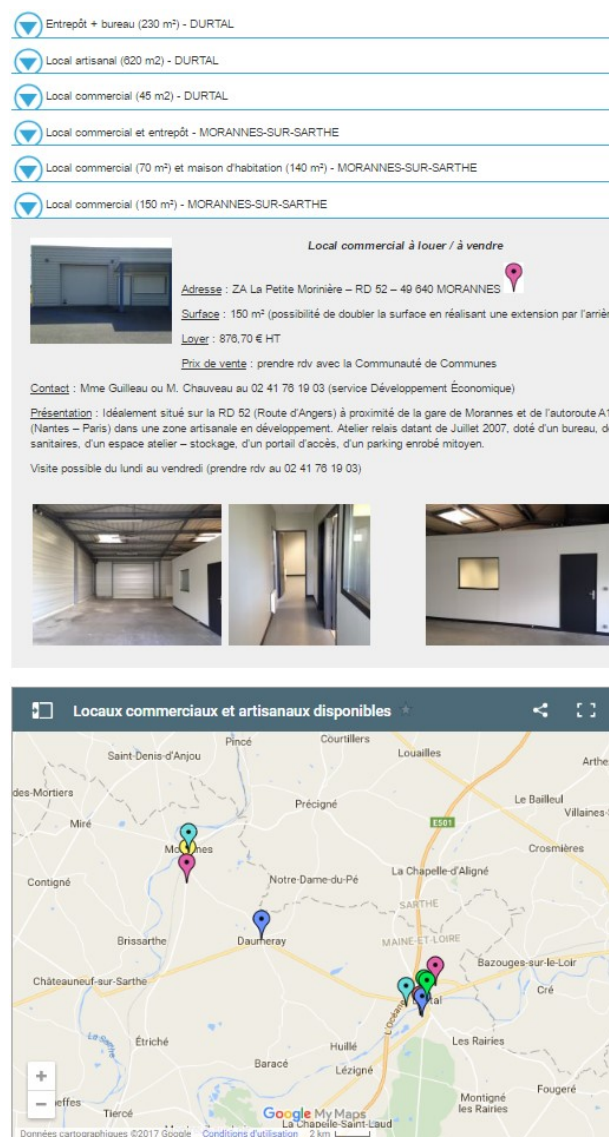 Entrepôt + bureau (230 m²) - DURTAL
Local artisanal (620 m2) - DURTAL
Local commercial (45 m2) - DURTAL
Local commercial et entrepôt - MORANNES-SUR-SARTHE
Local commercial (70 m²) et maison d'habitation (140 m²) - MORANNES-SUR-SARTHE
Local commercial (150 m²) - MORANNES-SUR-SARTHE
Local commercial à louer / à vendre
Adresse : ZA La Petite Morinière – RD 52 – 49 640 MORANNES
Surface : 150 m² (possibilité de doubler la surface en réalisant une extension par l'arriè
Loyer : 876,70 € HT
Prix de vente : prendre rdv avec la Communauté de Communes
Contact : Mme Guilleau ou M. Chauveau au 02 41 76 19 03 (service Développement Économique)
Présentation : Idéalement situé sur la RD 52 (Route d'Angers) à proximité de la gare de Morannes et de l'autoroute A1
(Nantes – Paris) dans une zone artisanale en développement. Atelier relais datant de Juillet 2007, doté d'un bureau, de
sanitaires, d'un espace atelier – stockage, d'un portail d'accès, d'un parking enrobé mitoyen.
Visite possible du lundi au vendredi (prendre rdv au 02 41 76 19 03)
Locaux commerciaux et artisanaux disponibles
Pincé
Courtillers
Saint-Denis-d'Anjou
Louailles
Arthe
des-Mortiers
Précigné
Le Bailleul
Villaines-
Miré
E501
Crosmières
Contigné
Notre-Dame-du-Pé
La Chapelle-d'Aligné
SARTHE
Brissarthe
Daumeray
MAINE-ET-LOIRE
Bazouges-sur-le-Loir
Châteauneuf-sur-Sarthe
Cré
L'Océane
La Sarthe
Étriché
Huillé
Les Rairies
Baracé
Lézigné
Fougeré
effes
Tiercé
Montigné
les Rairies
Google My Maps
La Chapelle-Saint-Laud
Données cartographiques ©2017 Google Conditions d'utilisation 2 km